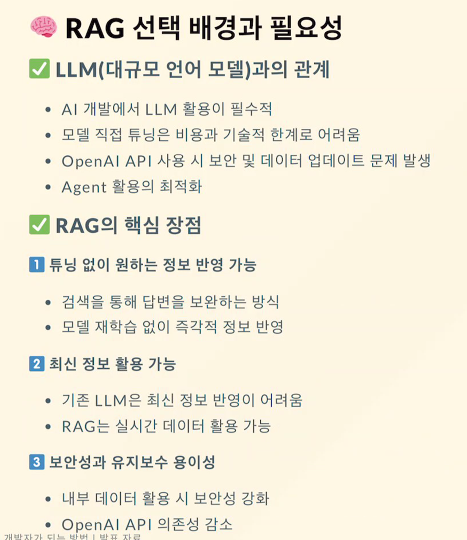 🧠 RAG 선택 배경과 필요성
✅ LLM(대규모 언어 모델)과의 관계
• AI 개발에서 LLM 활용이 필수적
• 모델 직접 튜닝은 비용과 기술적 한계로 어려움
• OpenAI API 사용 시 보안 및 데이터 업데이트 문제 발생
• Agent 활용의 최적화
✅ RAG의 핵심 장점
1️⃣ 튜닝 없이 원하는 정보 반영 가능
• 검색을 통해 답변을 보완하는 방식
• 모델 재학습 없이 즉각적 정보 반영
2️⃣ 최신 정보 활용 가능
• 기존 LLM은 최신 정보 반영이 어려움
• RAG는 실시간 데이터 활용 가능
3️⃣ 보안성과 유지보수 용이성
• 내부 데이터 활용 시 보안성 강화
• OpenAI API 의존성 감소
개발자가 되는 방법 | 발표 자료